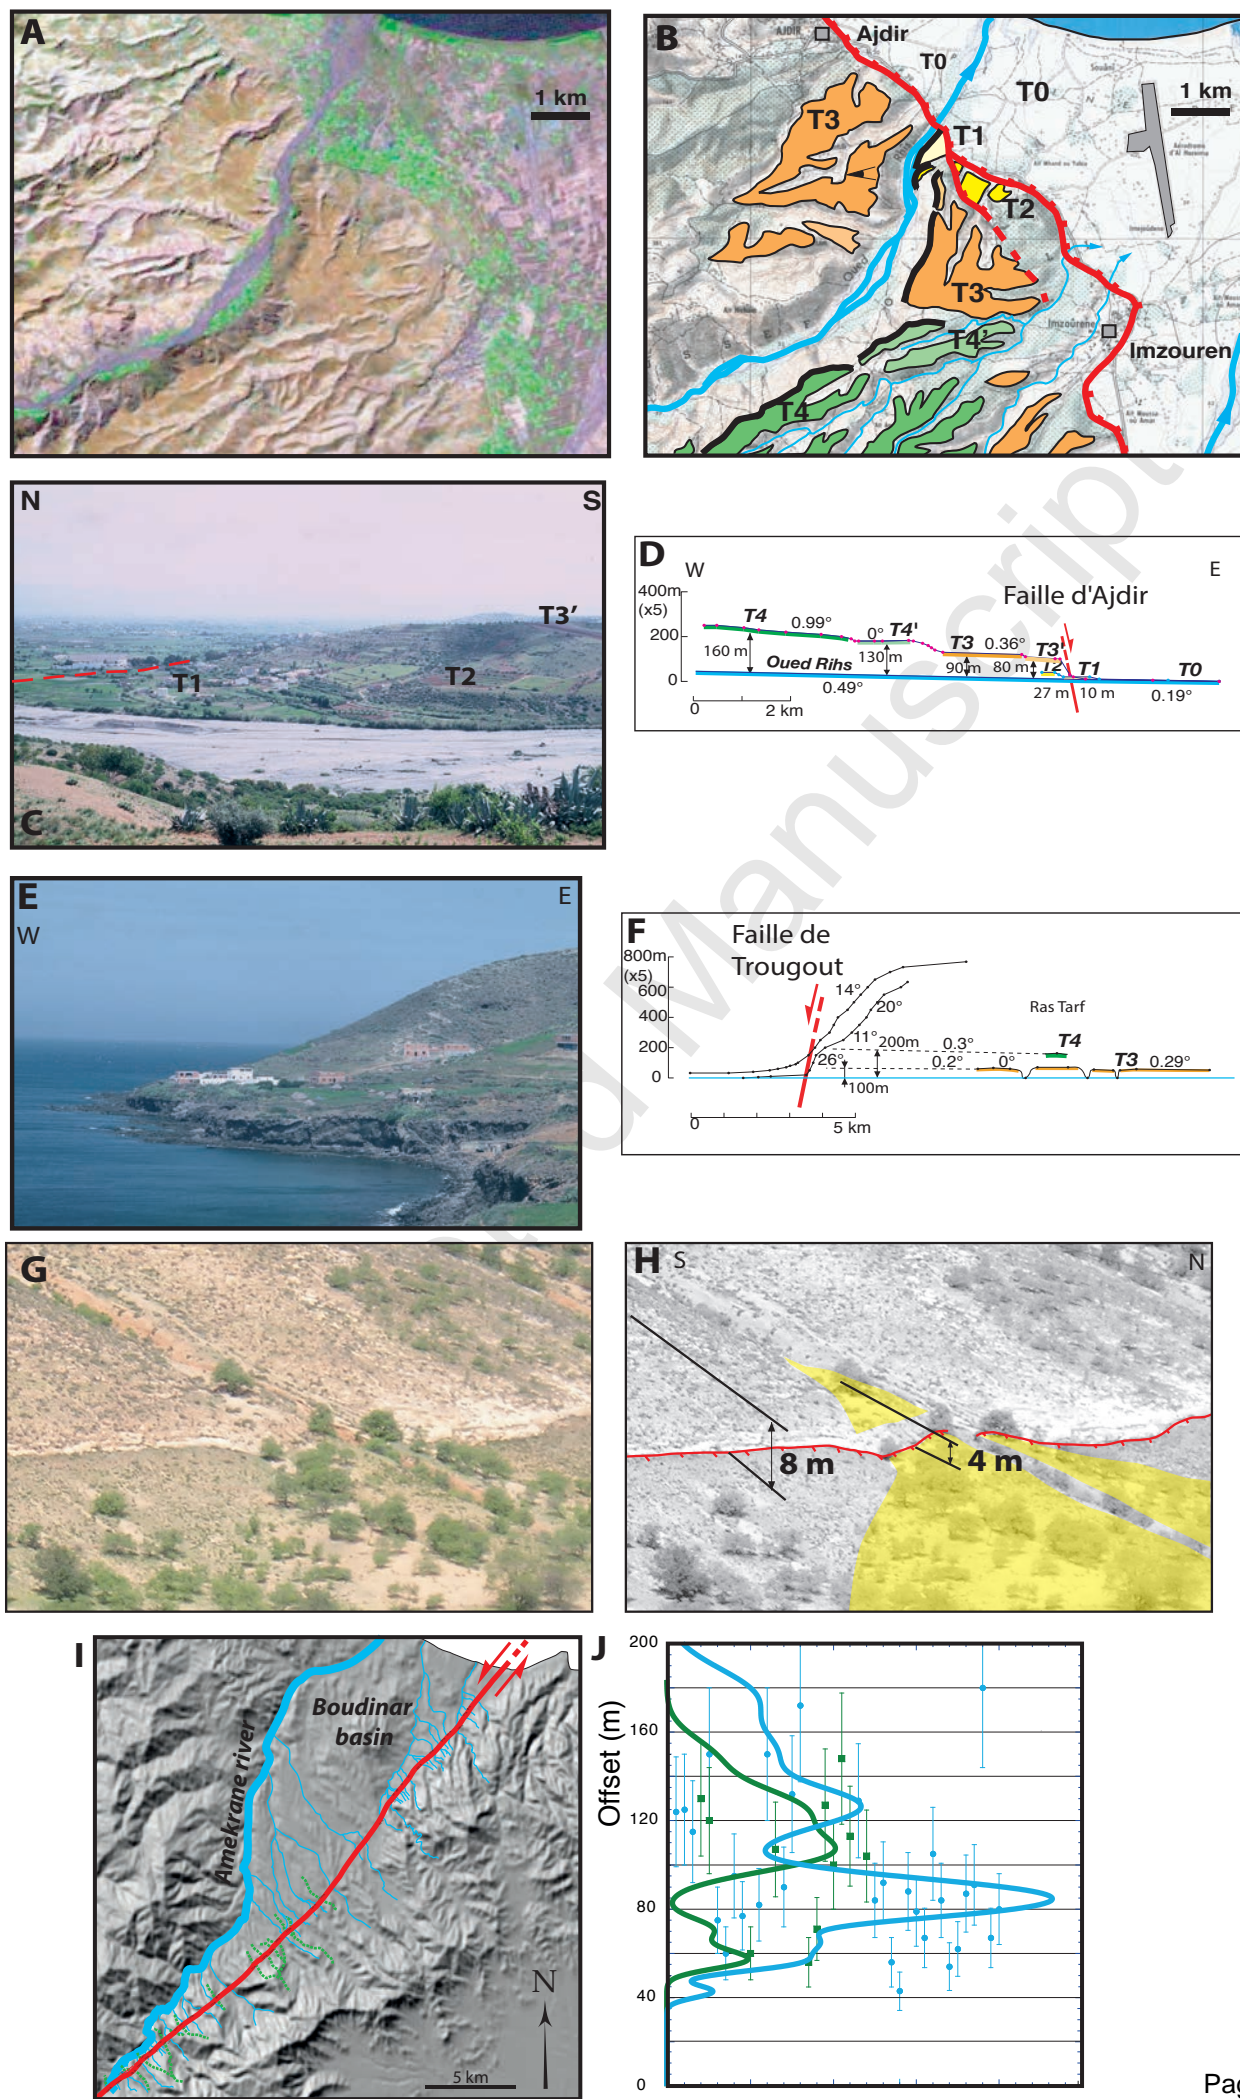 A
1 km
B
AJDIR
Ajdir
T0
T0
1 km
T3
T1
T2
T3
Imzoûrene
T4'
Imzouren
T4
N
S
T3'
T1
T2
C
D
W
E
400m
(x5)
200
0
Faille d'Ajdir
T4
0.99°
0°
T4'
T3
0.36°
T3'
160 m
130 m
90 m
80 m
T2
T1
T0
Oued Rihs
0.49°
27 m
10 m
0.19°
0
2 km
E
E
W
F
Faille de
Trougout
800m
(x5)
600
400
200
0
14°
20°
11°
26°
200m
100m
0.3°
0.2°
0°
Ras Tarf
T4
T3
0.29°
0
5 km
G
H
S
N
8 m
4 m
I
Boudinar
basin
Amekrane river
N
5 km
J
Offset (m)
200
160
120
80
40
0
d Manuscript
Pag